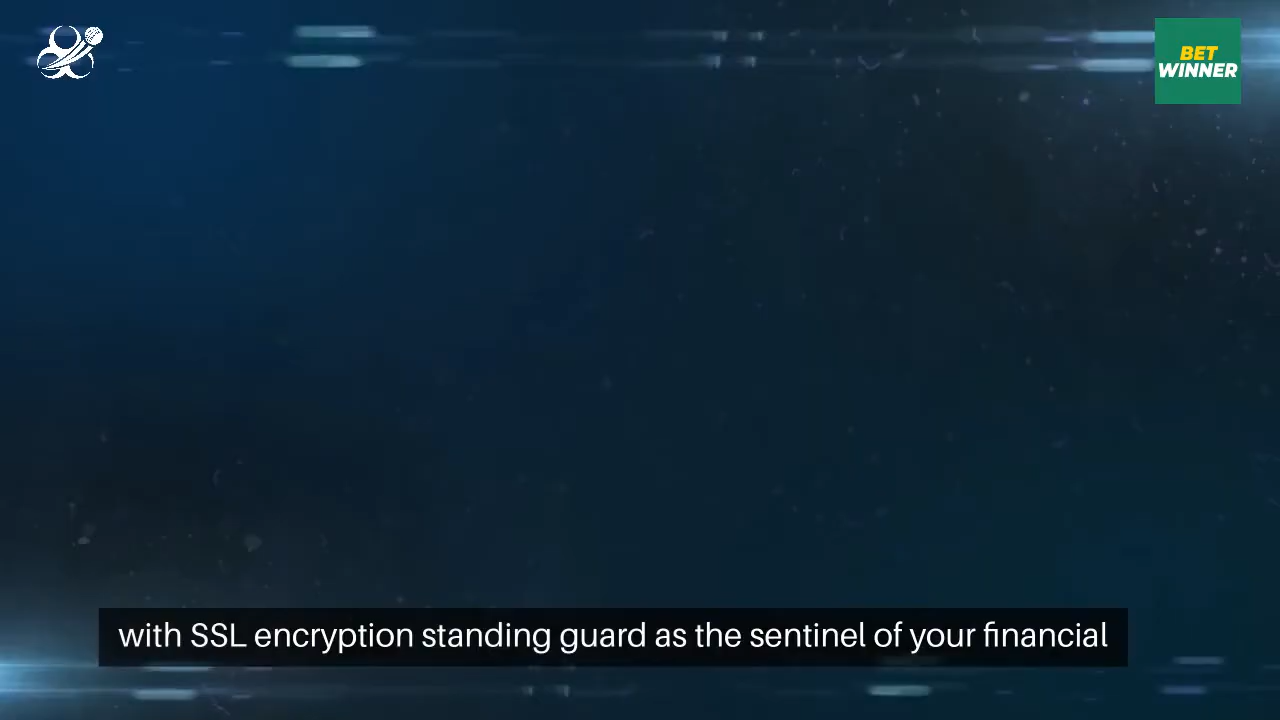 BET
WINNER
with SSL encryption standing guard as the sentinel of your financial